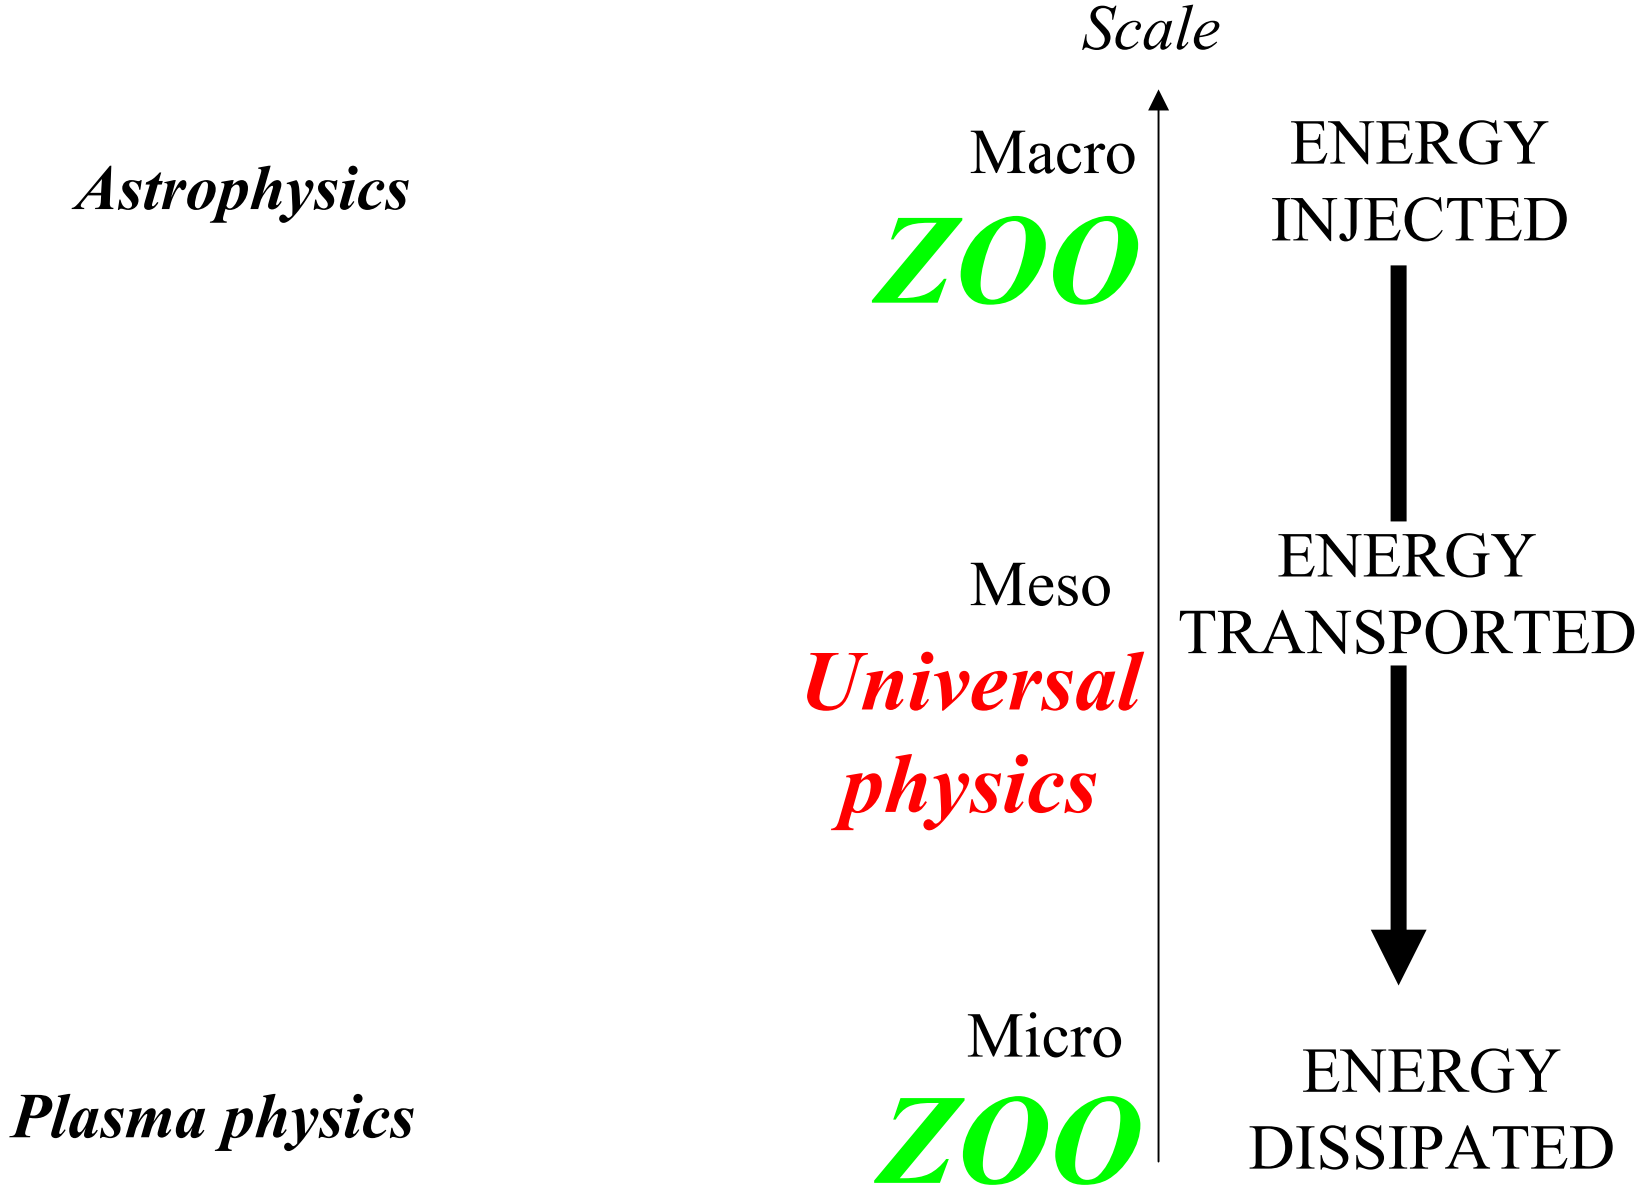 Scale
Macro
ENERGY
INJECTED
Astrophysics
ZOO
Meso
ENERGY
TRANSPORTED
Universal
physics
Micro
ENERGY
DISSIPATED
Plasma physics
ZOO